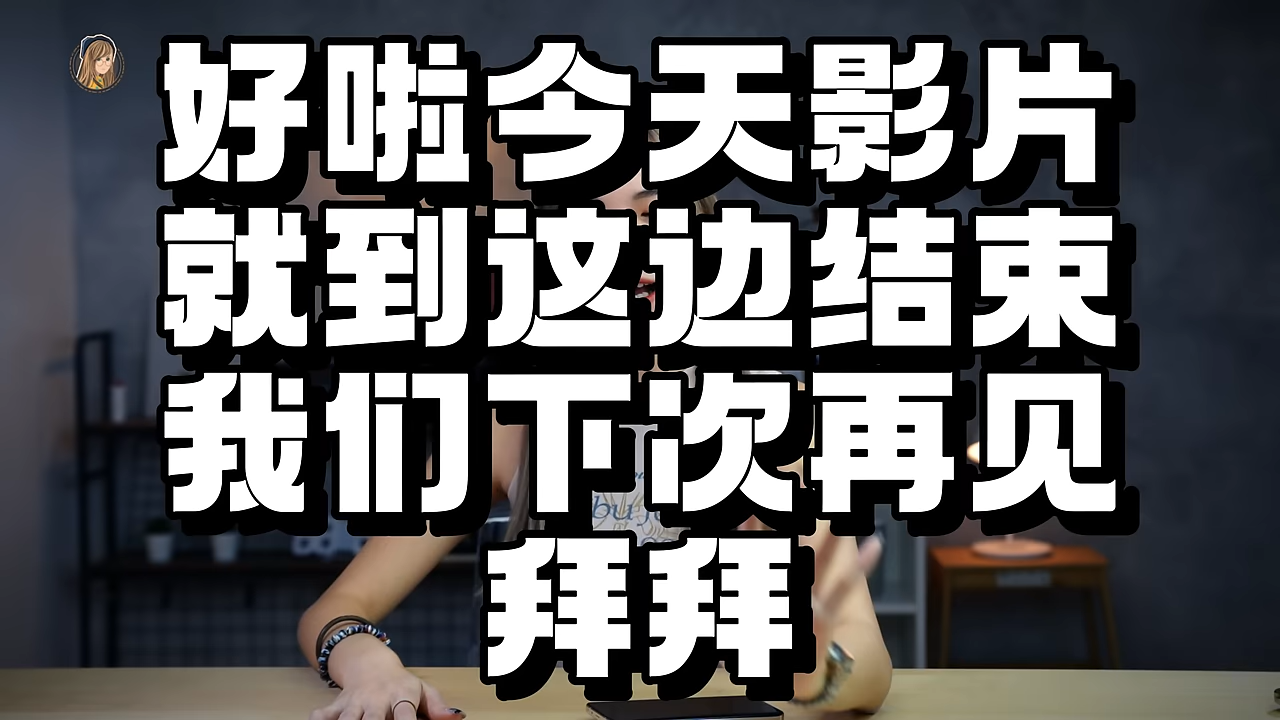 好啦今天影片
就到这边结束
我们下次再见
拜拜